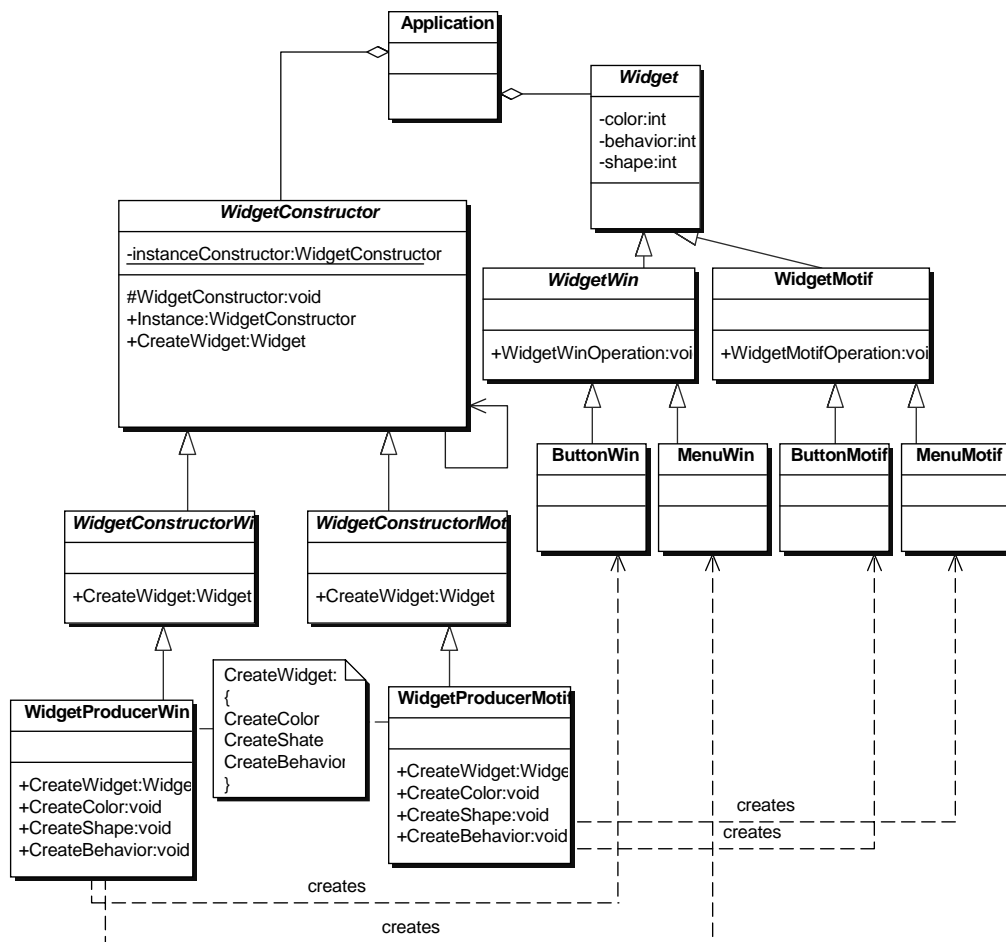 Application
Widget
-color:int
-behavior:int
-shape:int
WidgetConstructor
-instanceConstructor:WidgetConstructor
#WidgetConstructor:void
+Instance:WidgetConstructor
+CreateWidget:Widget
WidgetWin
+WidgetWinOperation:voi
WidgetMotif
+WidgetMotifOperation:voi
ButtonWin
MenuWin
ButtonMotif
MenuMotif
WidgetConstructorWi
+CreateWidget:Widget
WidgetConstructorMot
+CreateWidget:Widget
WidgetProducerWin
+CreateWidget:Widge
+CreateColor:void
+CreateShape:void
+CreateBehavior:void
CreateWidget:
{
CreateColor
CreateShate
CreateBehavior
}
WidgetProducerMotif
+CreateWidget:Widge
+CreateColor:void
+CreateShape:void
+CreateBehavior:void
creates
creates
creates
creates